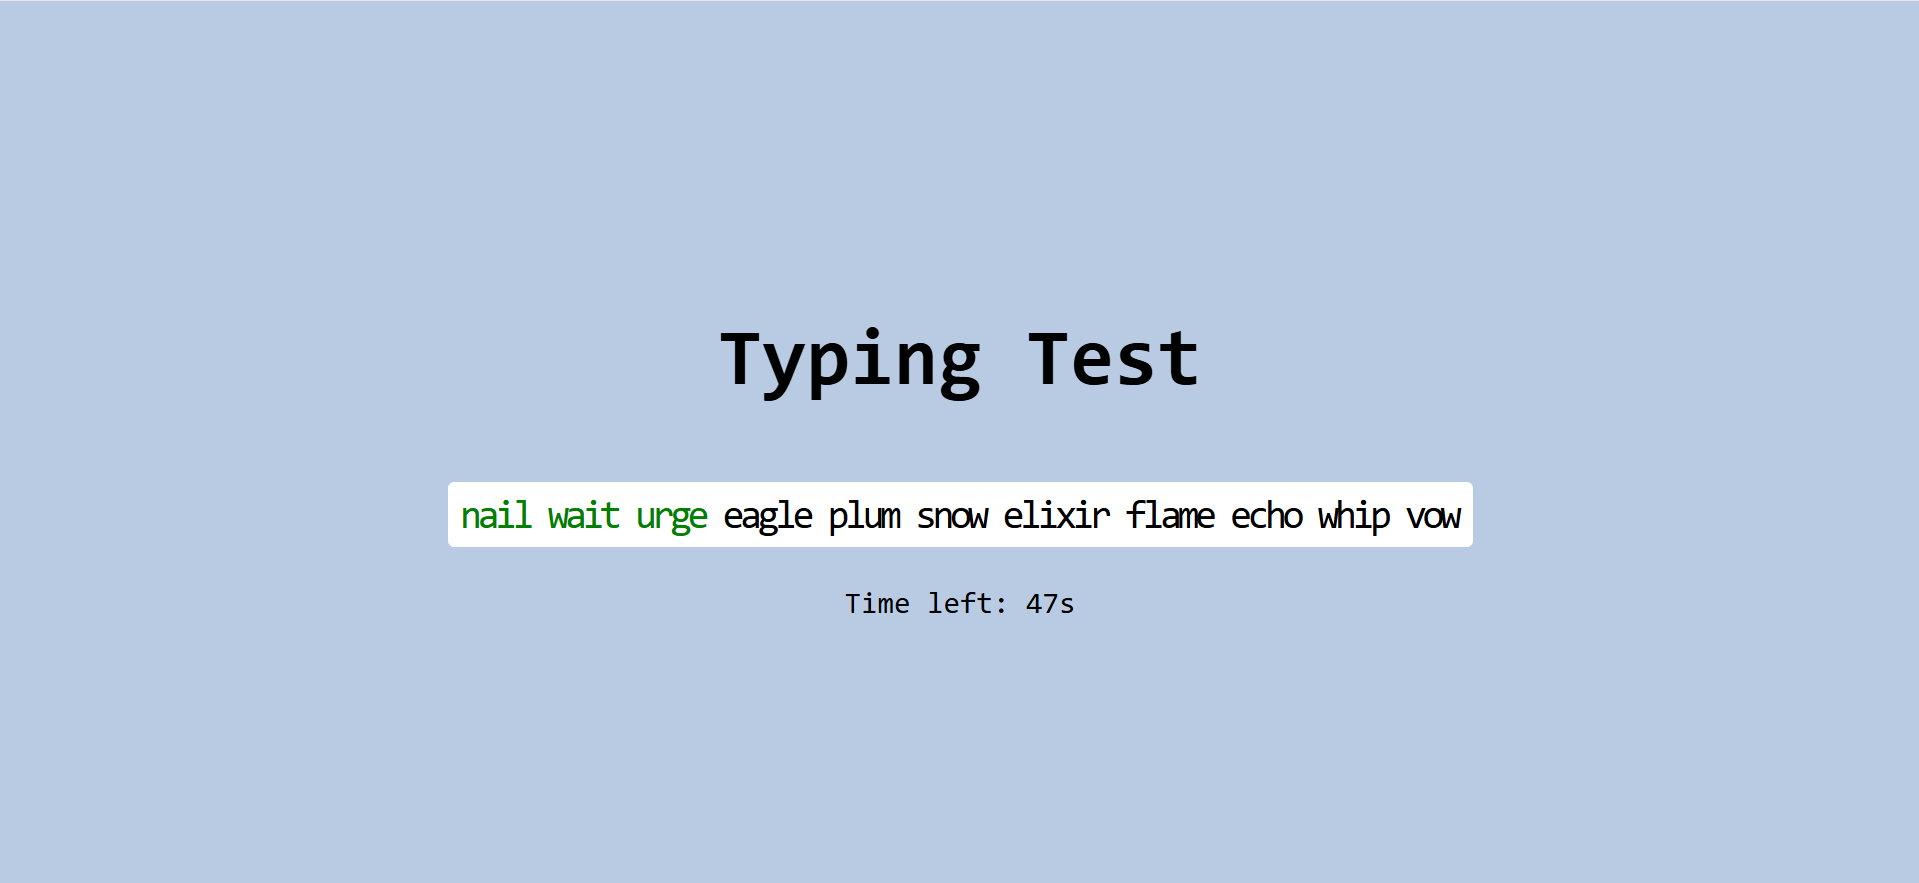 Typing Test
nail wait urge eagle plum snow elixir flame echo whip vow
Time left: 47s